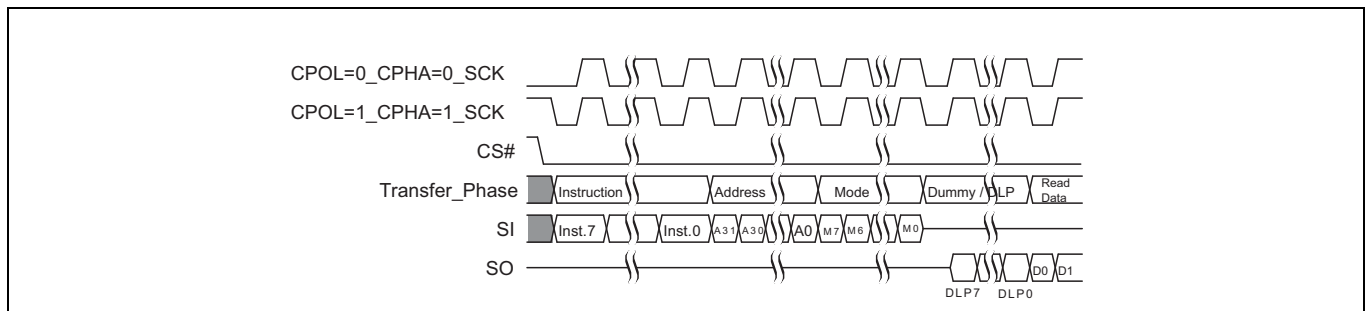 CPOL=0_CPHA=0_SCK
CPOL=1_CPHA=1_SCK
CS#
Transfer_Phase Instruction Address Mode Dummy / DLP Read Data
SI Inst.7 Inst.0 A31 A30 A0 M7 M6 M0
SO D0 D1
DLP7 DLP0